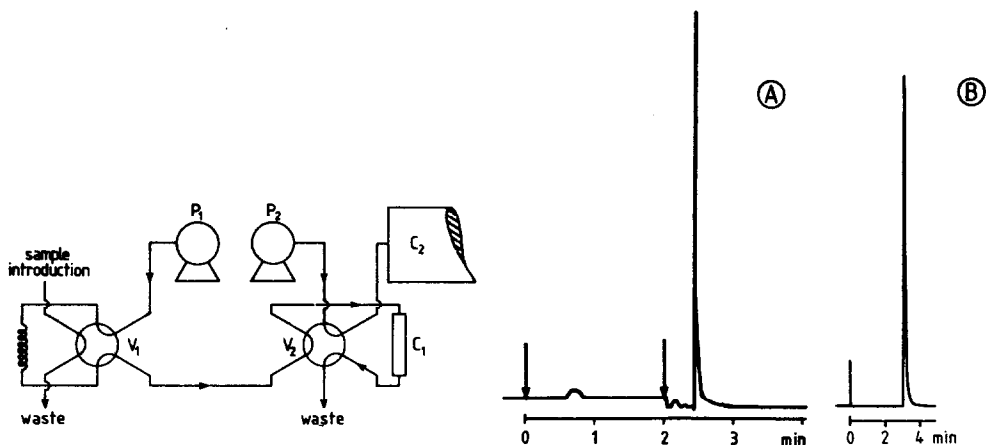 P1
P2
C2
sample
introduction
V1
V2
C1
waste
waste
A
0 1 2 3 min
B
0 2 4 min